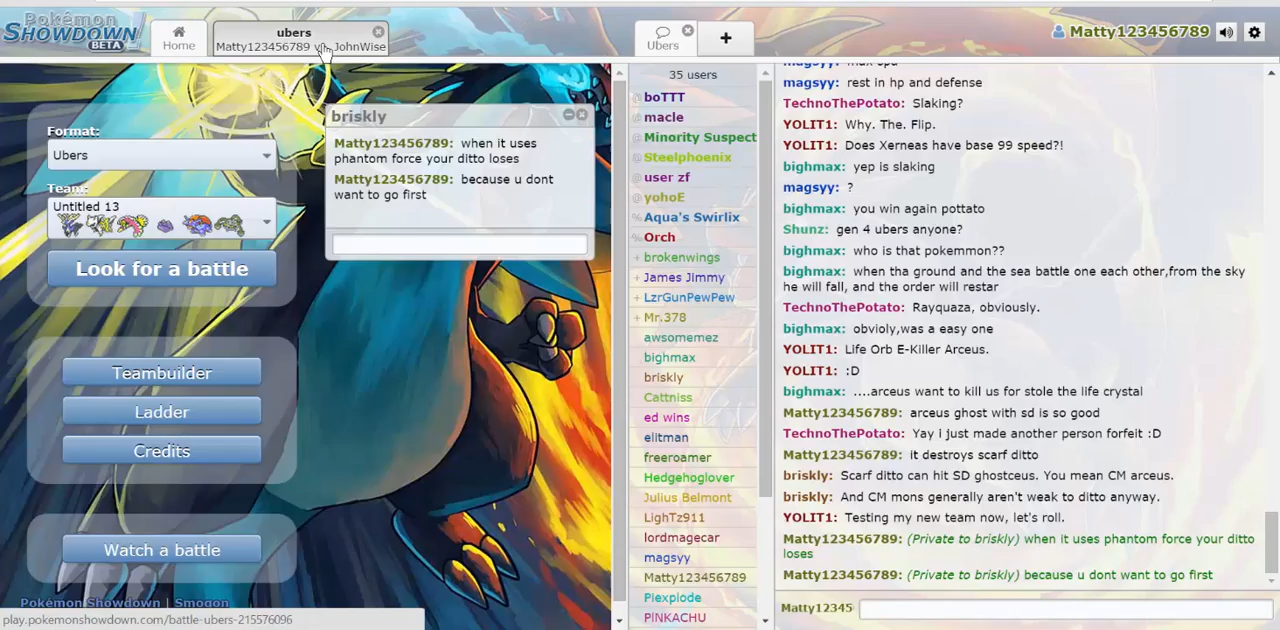 Pokémon
SHOWDOWN
BETA
Home
ubers
Matty123456789 v. JohnWise
Ubers
+
Matty123456789
Format:
Ubers
Team:
Untitled 13
Look for a battle
Teambuilder
Ladder
Credits
Watch a battle
Pokémon Showdown | Smogon
play.pokemonshowdown.com/battle-ubers-215576096
briskly
Matty123456789: when it uses
phantom force your ditto loses
Matty123456789: because u dont
want to go first
35 users
@ boTTT
@ macle
@ Minority Suspect
@ Steelphoenix
@ user zf
@ yohoE
% Aqua's Swirlix
% Orch
+ brokenwings
+ James Jimmy
+ LzrGunPewPew
+ Mr.378
awsomemez
bighmax
briskly
Cattniss
ed wins
elitman
freeroamer
Hedgehoglover
Julius Belmont
LighTz911
lordmagecar
magsyy
Matty123456789
Piexplode
PINKACHU
magsyy: max spd
magsyy: rest in hp and defense
TechnoThePotato: Slaking?
YOLIT1: Why. The. Flip.
YOLIT1: Does Xerneas have base 99 speed?!
bighmax: yep is slaking
magsyy: ?
bighmax: you win again pottato
Shunz: gen 4 ubers anyone?
bighmax: who is that pokemmon??
bighmax: when tha ground and the sea battle one each other,from the sky
he will fall, and the order will restar
TechnoThePotato: Rayquaza, obviously.
bighmax: obvioly,was a easy one
YOLIT1: Life Orb E-Killer Arceus.
YOLIT1: :D
bighmax: ....arceus want to kill us for stole the life crystal
Matty123456789: arceus ghost with sd is so good
TechnoThePotato: Yay i just made another person forfeit :D
Matty123456789: it destroys scarf ditto
briskly: Scarf ditto can hit SD ghostceus. You mean CM arceus.
briskly: And CM mons generally aren't weak to ditto anyway.
YOLIT1: Testing my new team now, let's roll.
Matty123456789: (Private to briskly) when it uses phantom force your ditto
loses
Matty123456789: (Private to briskly) because u dont want to go first
Matty12345